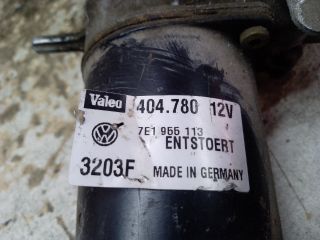 Valeo 404.780 12V
7E1 955 113
ENTSTOERT
3203F MADE IN GERMANY